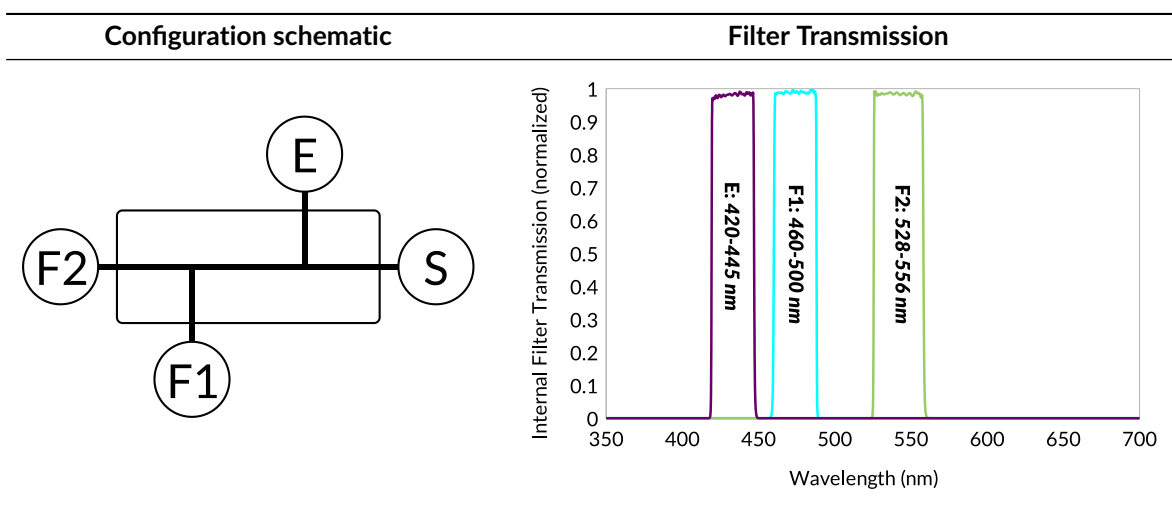 Configuration schematic
Filter Transmission
E
F2
S
F1
Internal Filter Transmission (normalized)
1
0.9
0.8
0.7
0.6
0.5
0.4
0.3
0.2
0.1
0
E: 420-445 nm
F1: 460-500 nm
F2: 528-556 nm
350 400 450 500 550 600 650 700
Wavelength (nm)